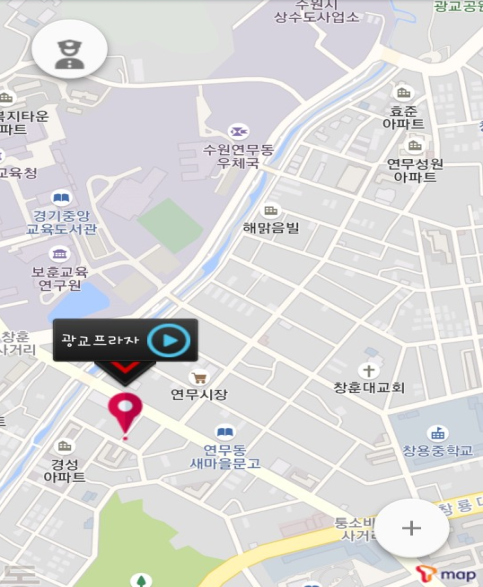 수원시
상수도사업소
광교공원
효준
아파트
복지타운
아파트
수원연무동
우체국
연무성원
아파트
교육청
경기중앙
교육도서관
해맑음빌
보훈교육
연구원
창훈
사거리
광교프라자
연무시장
창훈대교회
연무동
새마을문고
창용중학교
경성
아파트
통소바
사거리
창룡대
T map